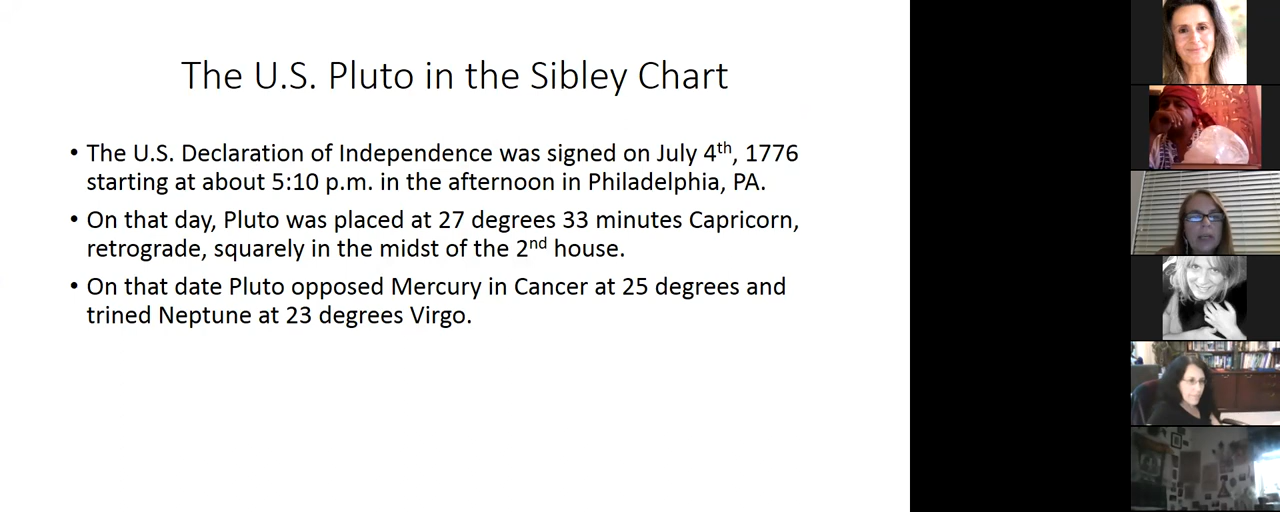 The U.S. Pluto in the Sibley Chart
• The U.S. Declaration of Independence was signed on July 4th, 1776
starting at about 5:10 p.m. in the afternoon in Philadelphia, PA.
• On that day, Pluto was placed at 27 degrees 33 minutes Capricorn,
retrograde, squarely in the midst of the 2nd house.
• On that date Pluto opposed Mercury in Cancer at 25 degrees and
trined Neptune at 23 degrees Virgo.